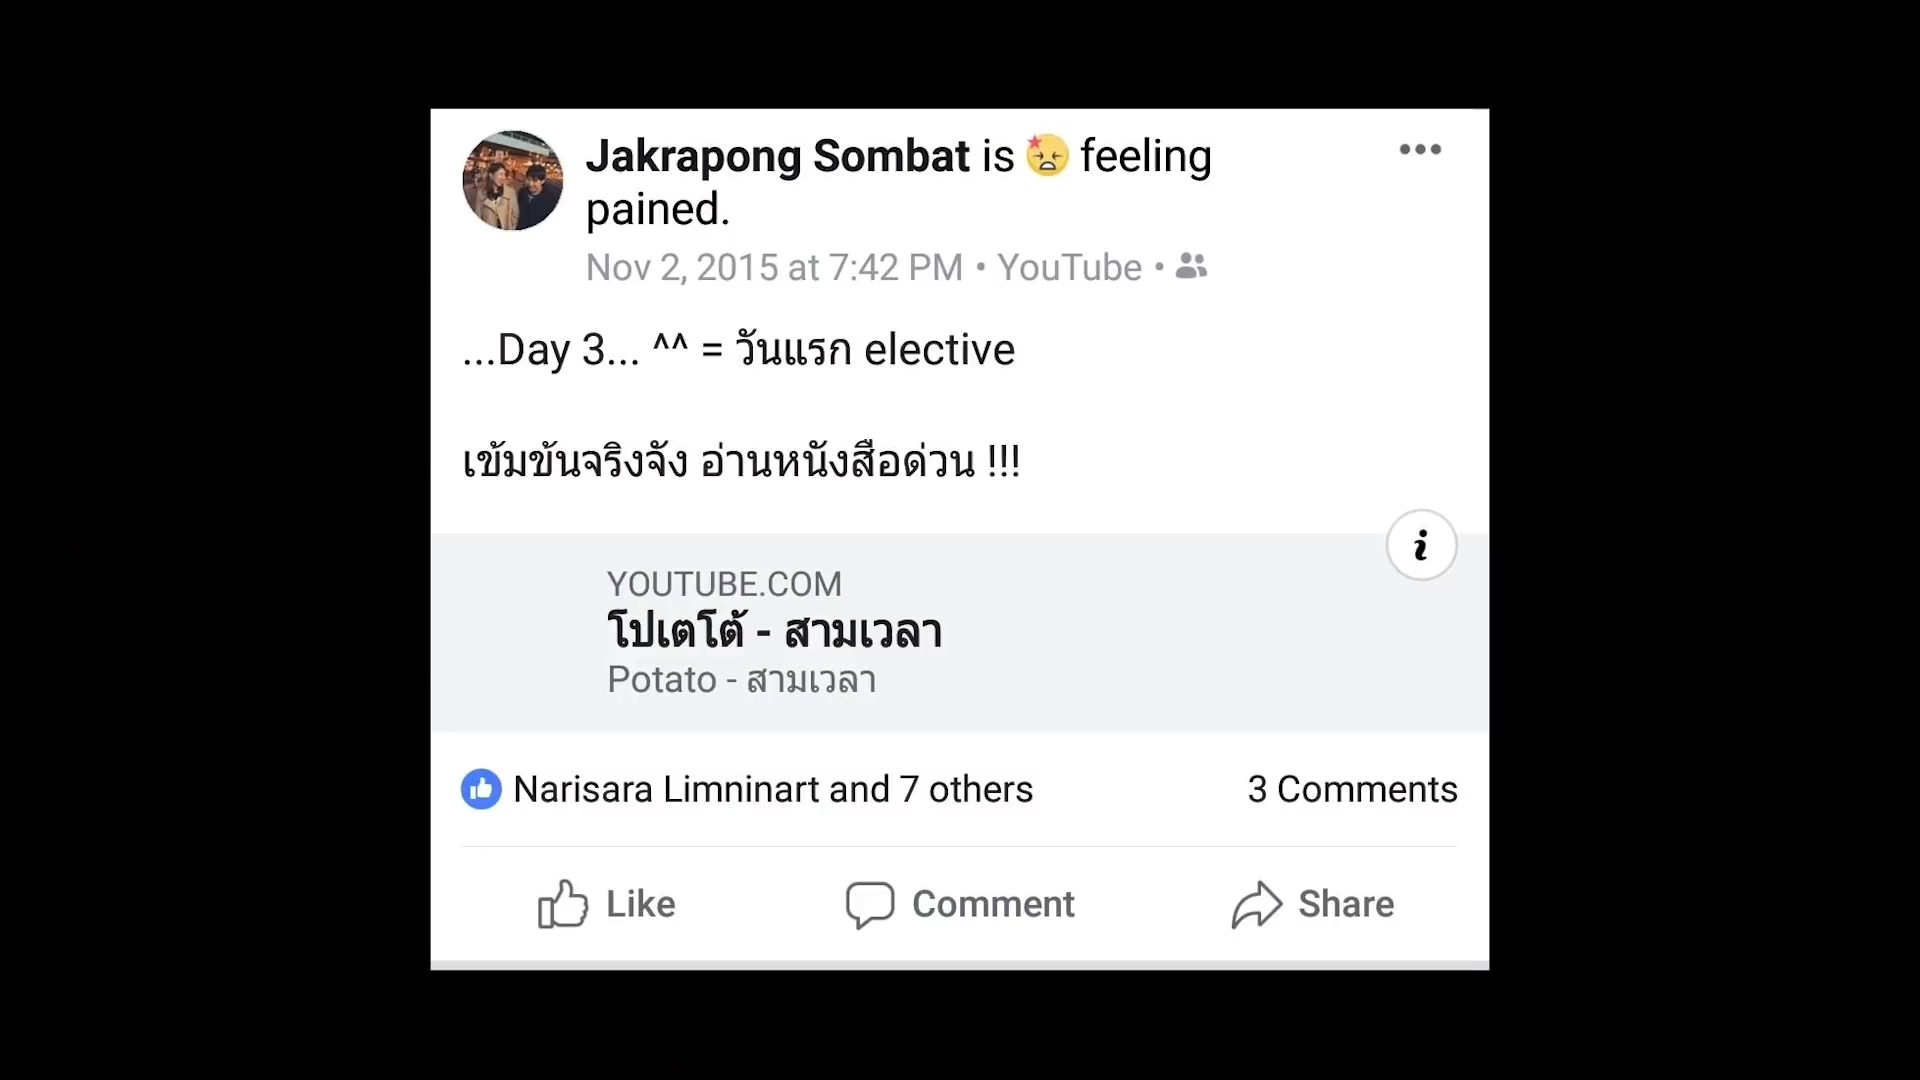 Jakrapong Sombat is feeling
pained.
Nov 2, 2015 at 7:42 PM • YouTube •
...Day 3... ^^ = วันแรก elective
เข้มข้นจริงจัง อ่านหนังสือด่วน !!!
i
YOUTUBE.COM
โปเตโต้ - สามเวลา
Potato - สามเวลา
Narisara Limninart and 7 others 3 Comments
Like Comment Share